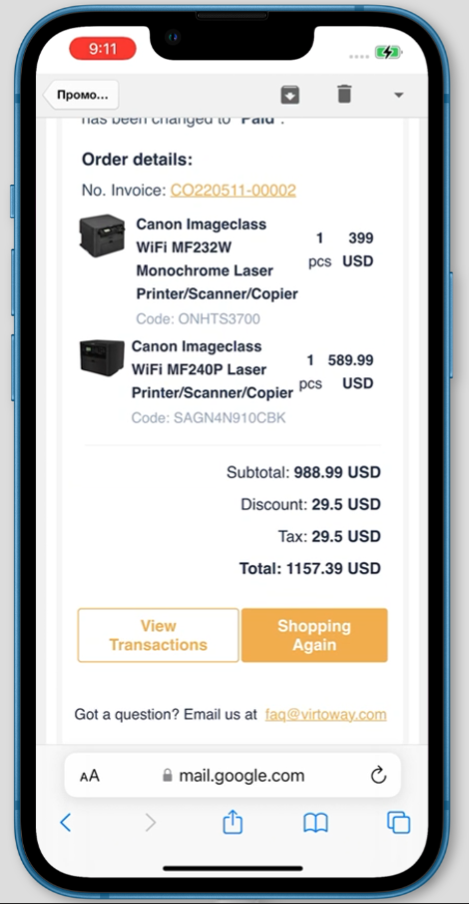 9:11
Промо...
has been changed to "Paid".
Order details:
No. Invoice: CO220511-00002
Canon Imageclass
WiFi MF232W
Monochrome Laser
Printer/Scanner/Copier
1 pcs
399 USD
Code: ONHTS3700
Canon Imageclass
WiFi MF240P Laser
Printer/Scanner/Copier
1 pcs
589.99 USD
Code: SAGN4N910CBK
Subtotal: 988.99 USD
Discount: 29.5 USD
Tax: 29.5 USD
Total: 1157.39 USD
View
Transactions
Shopping
Again
Got a question? Email us at faq@virtoway.com
AA
mail.google.com